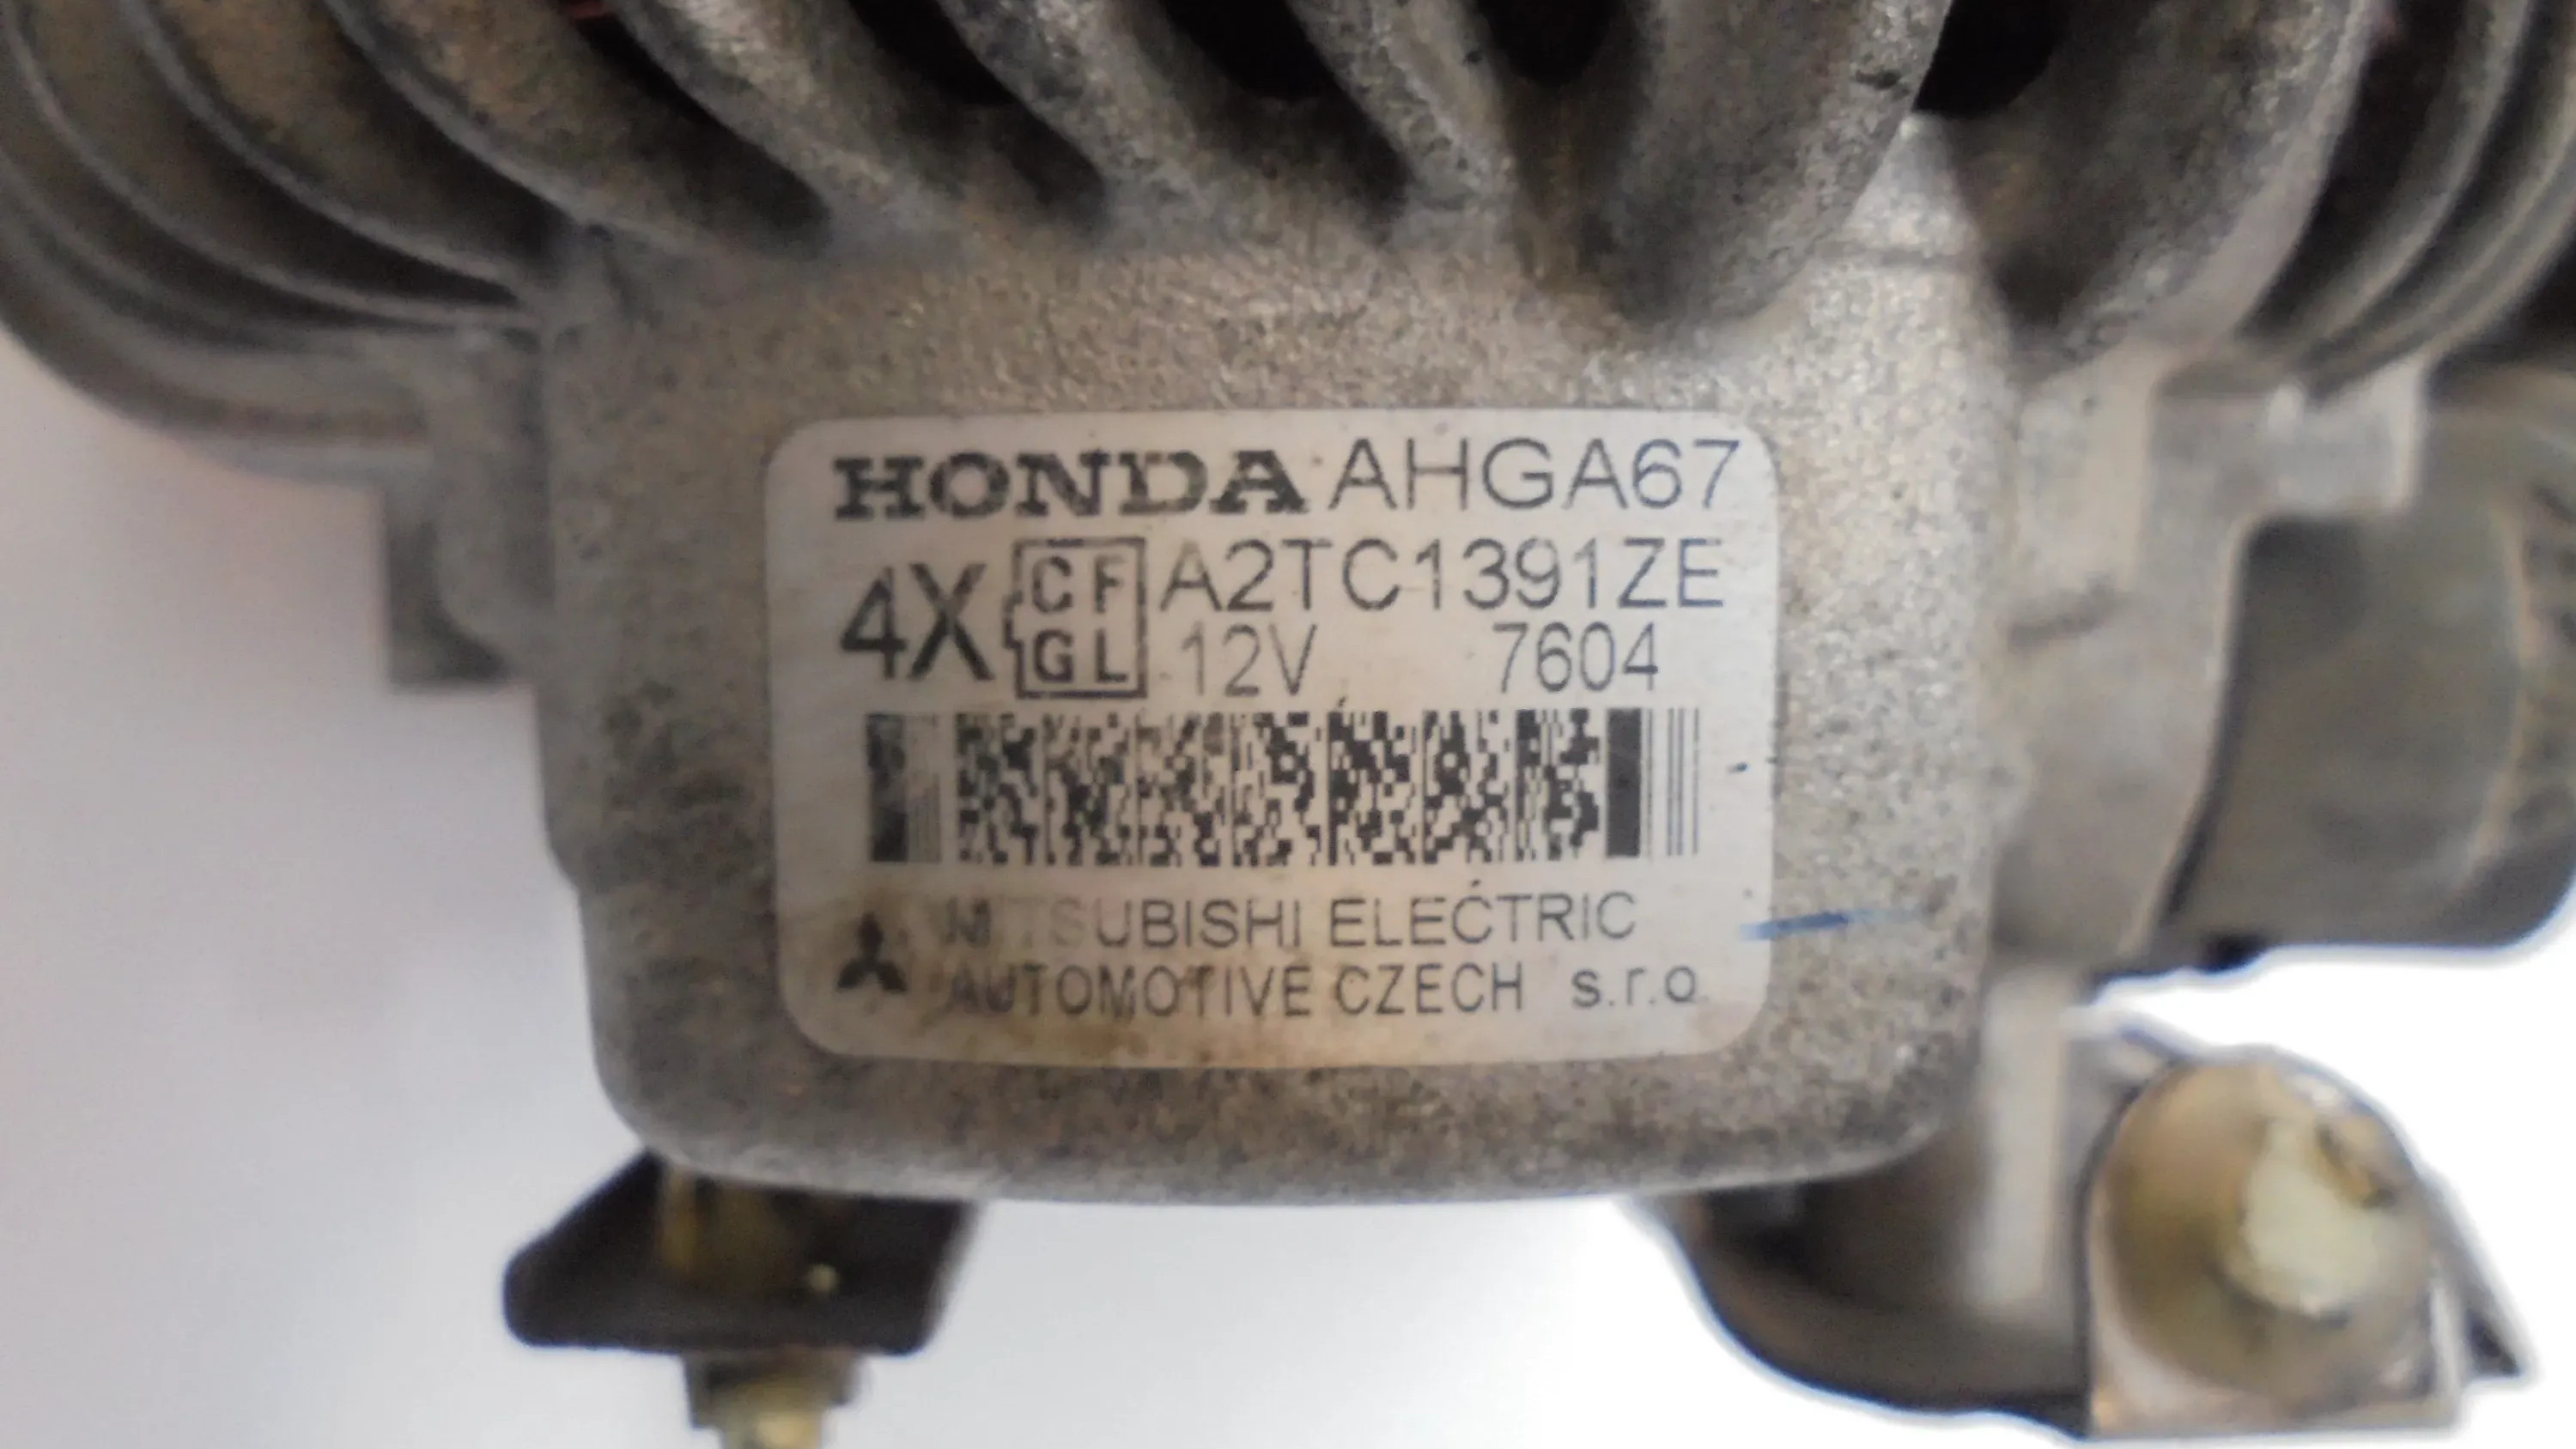 HONDA AHGA67
4X CF GL A2TC1391ZE
12V 7604
MITSUBISHI ELECTRIC
AUTOMOTIVE CZECH s.r.o.